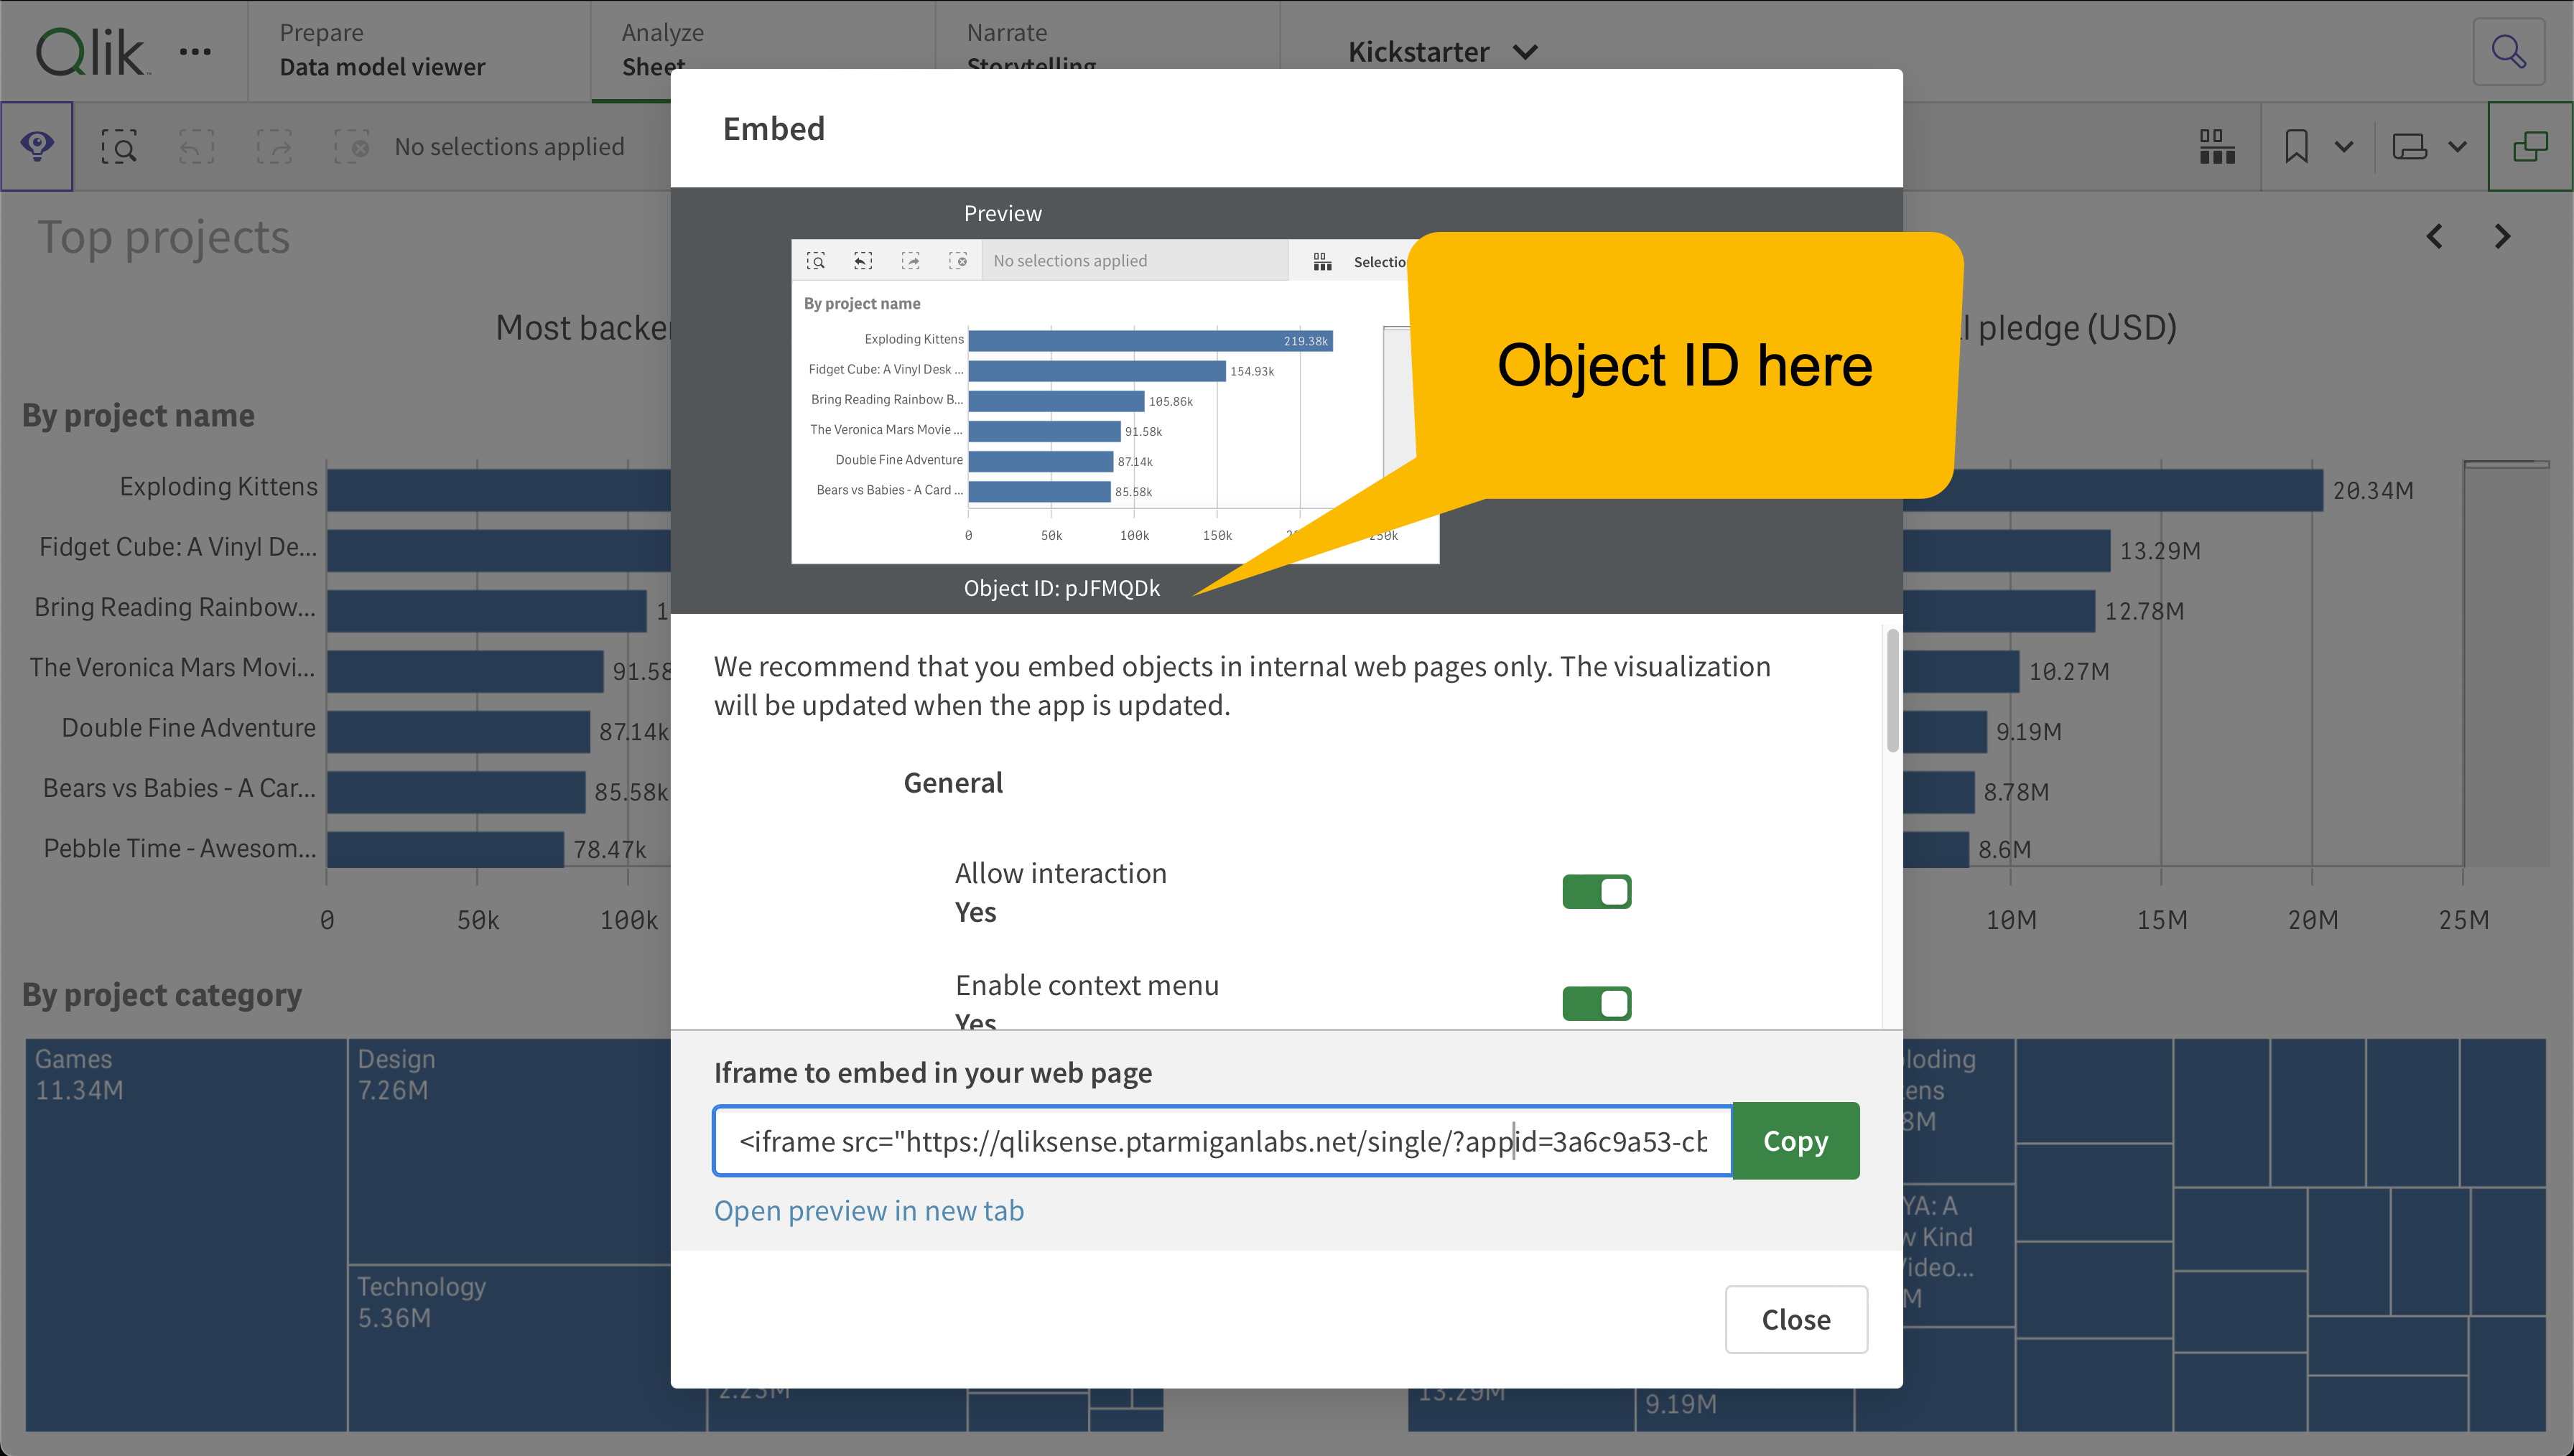 Qlik
Prepare
Data model viewer
Analyze
Sheet
Narrate
Storytelling
Kickstarter
No selections applied
Top projects
Most backer
l pledge (USD)
By project name
Exploding Kittens
Fidget Cube: A Vinyl De...
Bring Reading Rainbow...
1
The Veronica Mars Movi...
91.58
Double Fine Adventure
87.14k
Bears vs Babies - A Car...
85.58k
Pebble Time - Awesom...
78.47k
0 50k 100k
20.34M
13.29M
12.78M
10.27M
9.19M
8.78M
8.6M
10M 15M 20M 25M
By project category
Games
11.34M
Design
7.26M
Technology
5.36M
2.23M
loding
ens
8M
YA: A
w Kind
Video...
M
13.29M
9.19M
Embed
Preview
No selections applied
Selectio
By project name
Exploding Kittens 219.38k
Fidget Cube: A Vinyl Desk ... 154.93k
Bring Reading Rainbow B... 105.86k
The Veronica Mars Movie ... 91.58k
Double Fine Adventure 87.14k
Bears vs Babies - A Card ... 85.58k
0 50k 100k 150k 2 250k
Object ID: pJFMQDk
Object ID here
We recommend that you embed objects in internal web pages only. The visualization
will be updated when the app is updated.
General
Allow interaction
Yes
Enable context menu
Yes
Iframe to embed in your web page
<iframe src="https://qliksense.ptarmiganlabs.net/single/?appid=3a6c9a53-cb
Copy
Open preview in new tab
Close